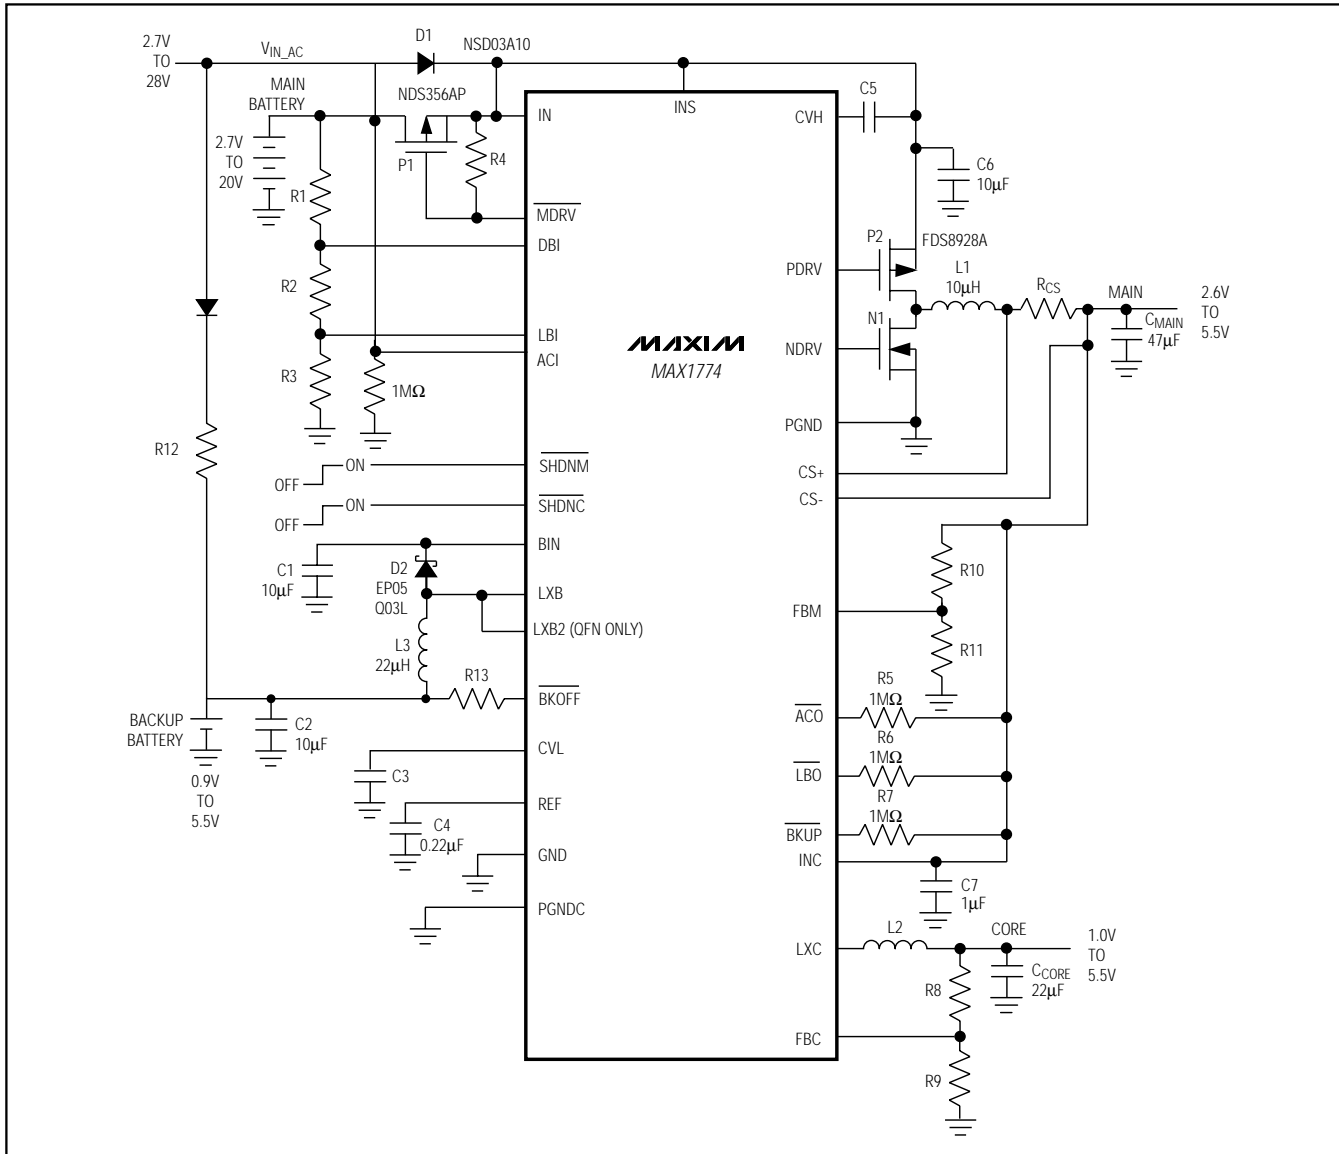 2.7V
TO
28V
VIN_AC
D1
NSD03A10
MAIN
BATTERY
NDS356AP
2.7V
TO
20V
P1
R4
R1
R2
R3
1MΩ
R12
IN
INS
CVH
C5
C6
10μF
MDRV
DBI
LBI
ACI
PDRV
P2
FDS8928A
L1
10μH
RCS
MAIN
2.6V
TO
5.5V
CMAIN
47μF
N1
NDRV
MAXIM
MAX1774
PGND
CS+
CS-
OFF
ON
SHDNM
OFF
ON
SHDNC
BIN
C1
10μF
D2
EP05
Q03L
LXB
LXB2 (QFN ONLY)
L3
22μH
R13
BKOFF
BACKUP
BATTERY
0.9V
TO
5.5V
C2
10μF
CVL
C3
REF
C4
0.22μF
GND
PGNDC
FBM
R10
R11
ACO
R5
1MΩ
LBO
R6
1MΩ
BKUP
R7
1MΩ
INC
C7
1μF
LXC
L2
CORE
1.0V
TO
5.5V
CCORE
22μF
R8
FBC
R9